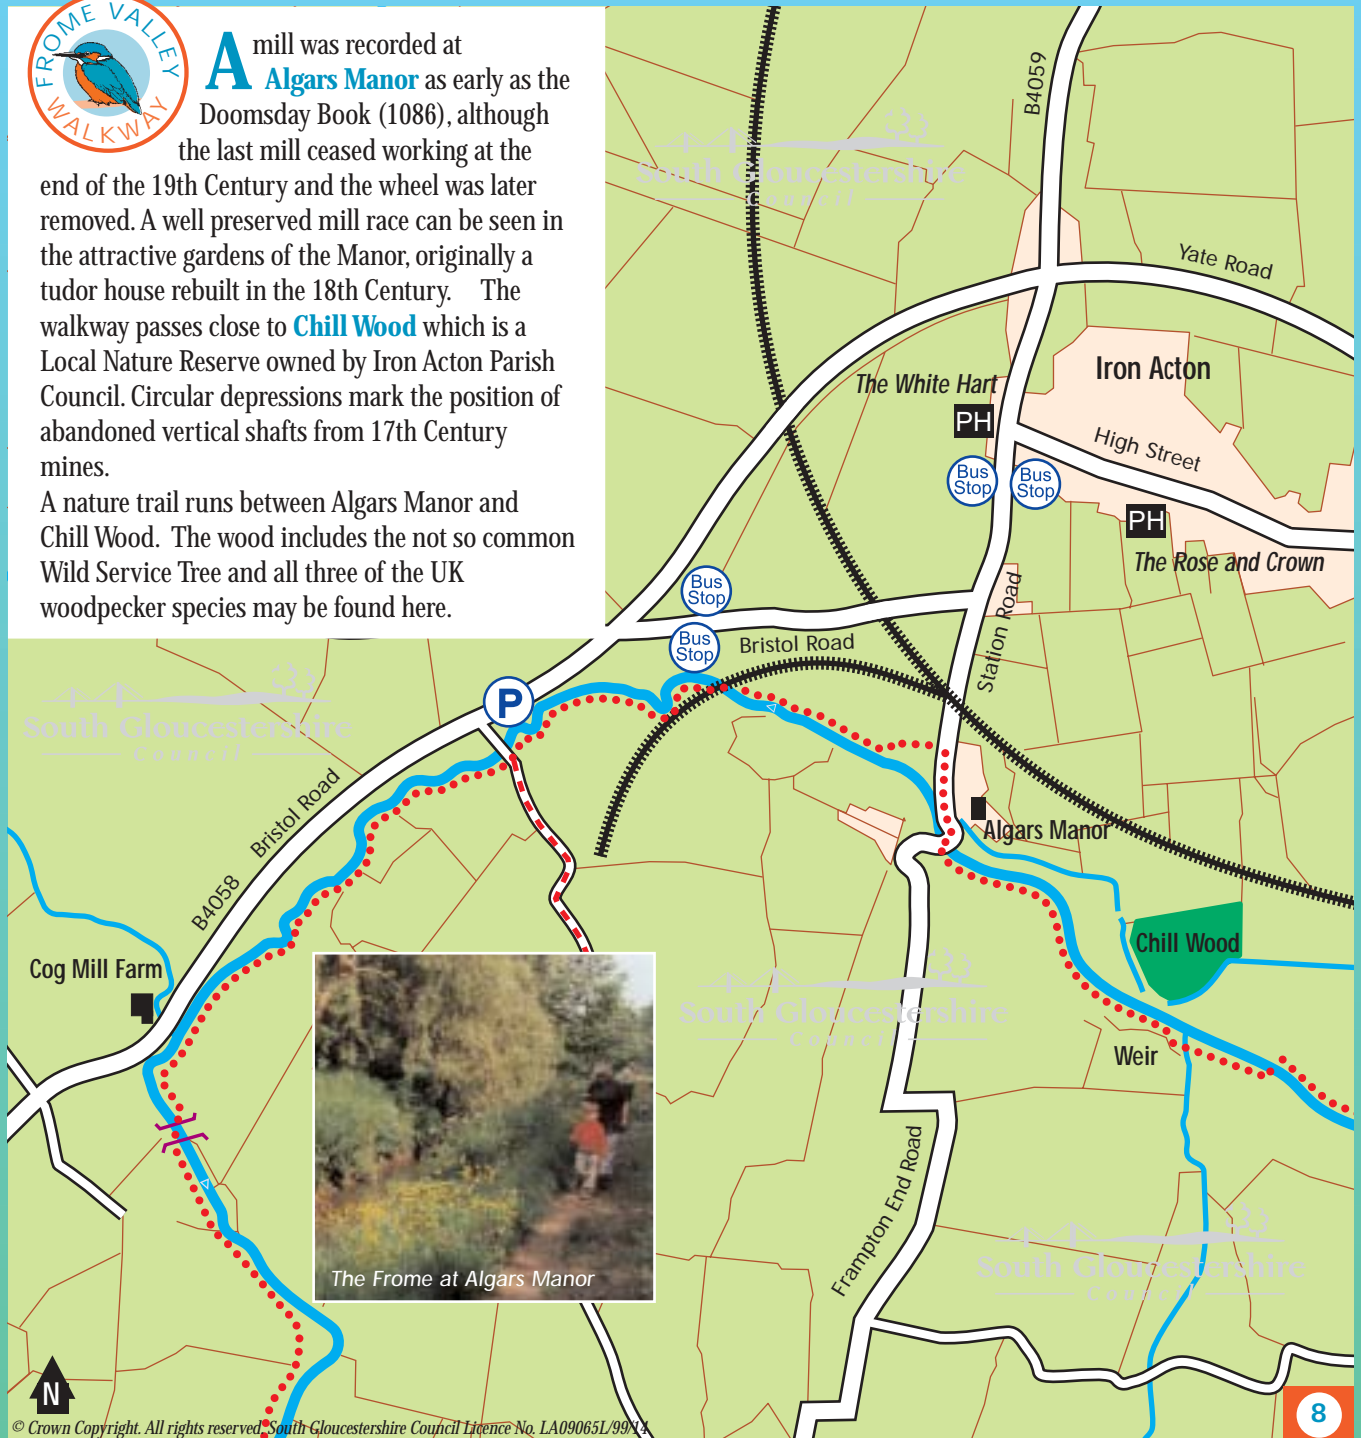 FROME VALLEY
WALKWAY
A mill was recorded at
Algars Manor as early as the
Doomsday Book (1086), although
the last mill ceased working at the
end of the 19th Century and the wheel was later
removed. A well preserved mill race can be seen in
the attractive gardens of the Manor, originally a
tudor house rebuilt in the 18th Century. The
walkway passes close to Chill Wood which is a
Local Nature Reserve owned by Iron Acton Parish
Council. Circular depressions mark the position of
abandoned vertical shafts from 17th Century
mines.
A nature trail runs between Algars Manor and
Chill Wood. The wood includes the not so common
Wild Service Tree and all three of the UK
woodpecker species may be found here.
B4059
South Gloucestershire
Council
Yate Road
Iron Acton
The White Hart
PH
High Street
Bus
Stop
Bus
Stop
PH
The Rose and Crown
Bus
Stop
Bus
Stop
Bristol Road
Station Road
South Gloucestershire
Council
P
Bristol Road
B4058
Algars Manor
Chill Wood
Cog Mill Farm
South Gloucestershire
Council
Weir
Frampton End Road
South Gloucestershire
Council
The Frome at Algars Manor
N
© Crown Copyright. All rights reserved. South Gloucestershire Council Licence No. LA09065L/99/14
8